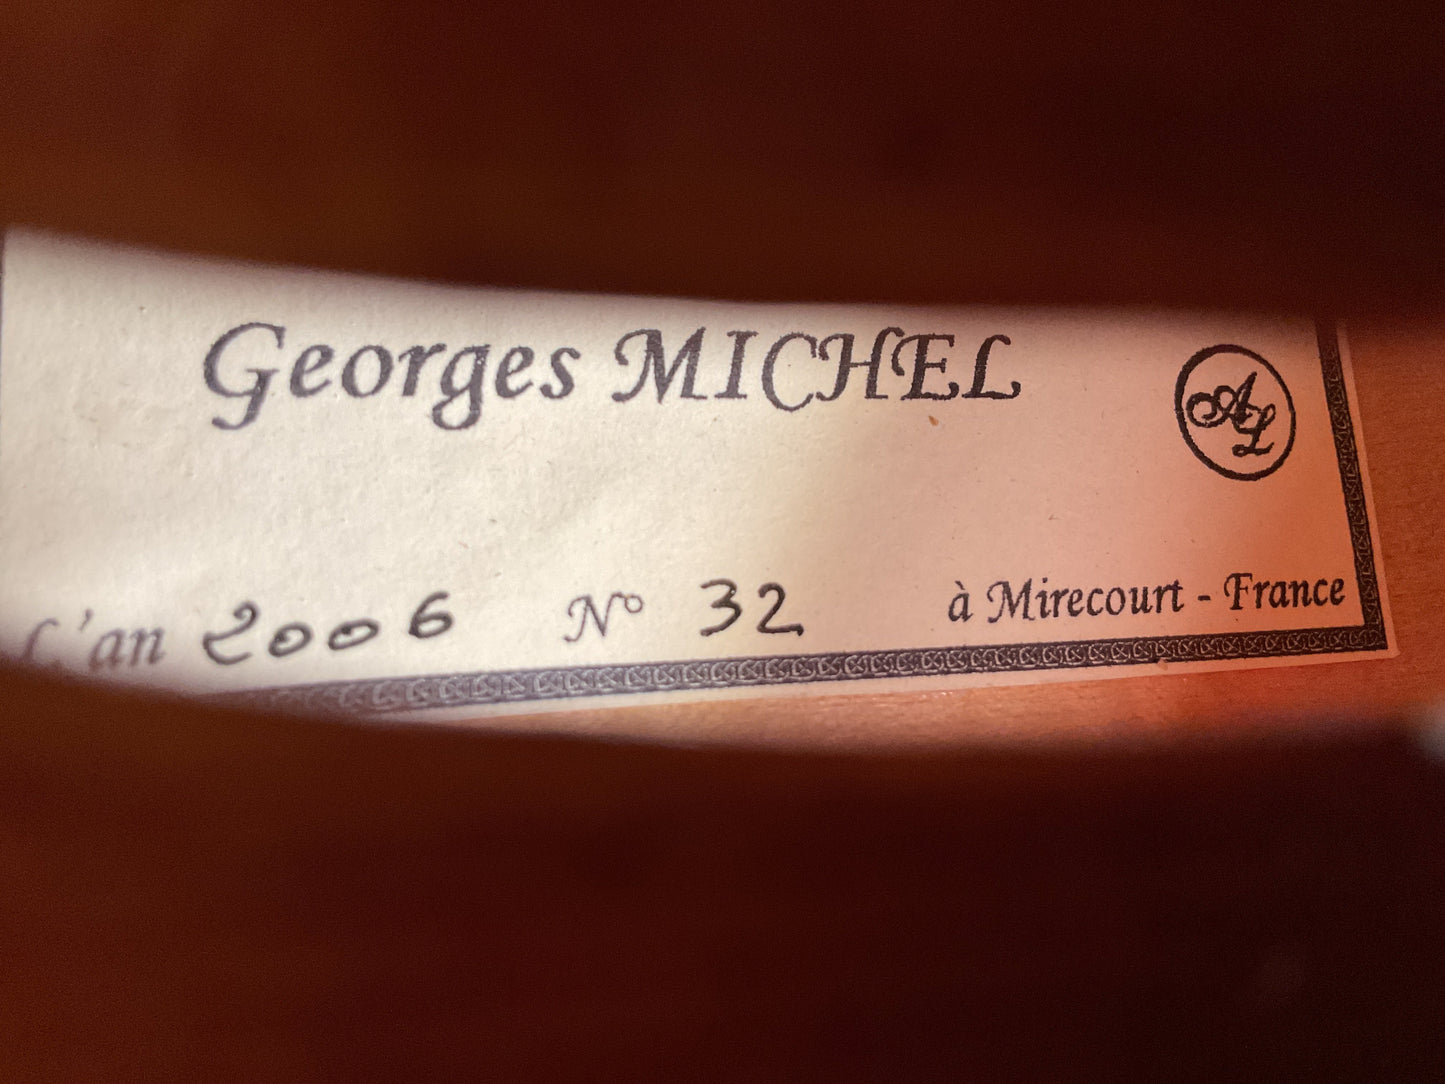 Georges MICHEL
AL
L'an 2006 N° 32 à Mirecourt - France